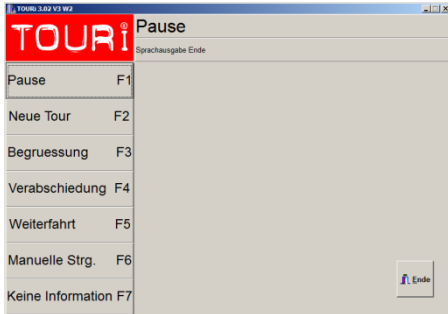 TOURi 3.02 V3 W2
TOURi
Pause
Sprachausgabe Ende
Pause F1
Neue Tour F2
Begruessung F3
Verabschiedung F4
Weiterfahrt F5
Manuelle Strg. F6
Keine Information F7
Ende